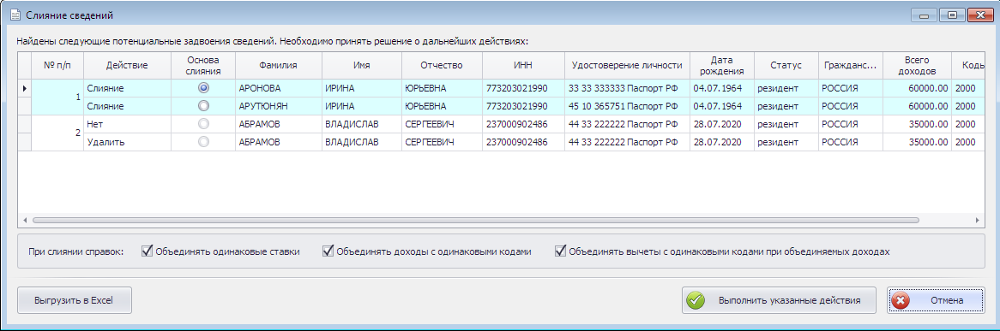 Слияние сведений
Найдены следующие потенциальные задвоения сведений. Необходимо принять решение о дальнейших действиях:
№ п/п Действие Основа слияния Фамилия Имя Отчество ИНН Удостоверение личности Дата рождения Статус Гражданс... Всего доходов Коды
1 Слияние АРОНОВА ИРИНА ЮРЬЕВНА 773203021990 33 33 333333 Паспорт РФ 04.07.1964 резидент РОССИЯ 60000.00 2000
Слияние АРУТЮНЯН ИРИНА ЮРЬЕВНА 773203021990 45 10 365751 Паспорт РФ 04.07.1964 резидент РОССИЯ 60000.00 2000
2 Нет АБРАМОВ ВЛАДИСЛАВ СЕРГЕЕВИЧ 237000902486 44 33 222222 Паспорт РФ 28.07.2020 резидент РОССИЯ 35000.00 2000
Удалить АБРАМОВ ВЛАДИСЛАВ СЕРГЕЕВИЧ 237000902486 44 33 222222 Паспорт РФ 28.07.2020 резидент РОССИЯ 35000.00 2000
При слиянии справок: Объединять одинаковые ставки Объединять доходы с одинаковыми кодами Объединять вычеты с одинаковыми кодами при объединяемых доходах
Выгрузить в Excel Выполнить указанные действия Отмена